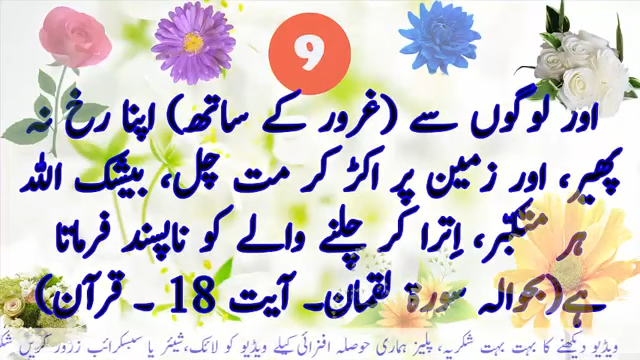 9
اور لوگوں سے (غرور کے ساتھ) اپنا رخ نہ
پھیر، اور زمین پر اکڑ کر مت چل، بیشک اللہ
ہر متکبّر، اِترا کر چلنے والے کو ناپسند فرماتا
ہے(بحوالہ سورۃ لقمان۔ آیت 18 ۔ قرآن)
ویڈیو دیکھنے کا بہت بہت شکریہ، پلیز ہماری حوصلہ افزائی کیلے ویڈیو کو لائک،شیئر یا سبسکرائب زرور کریں